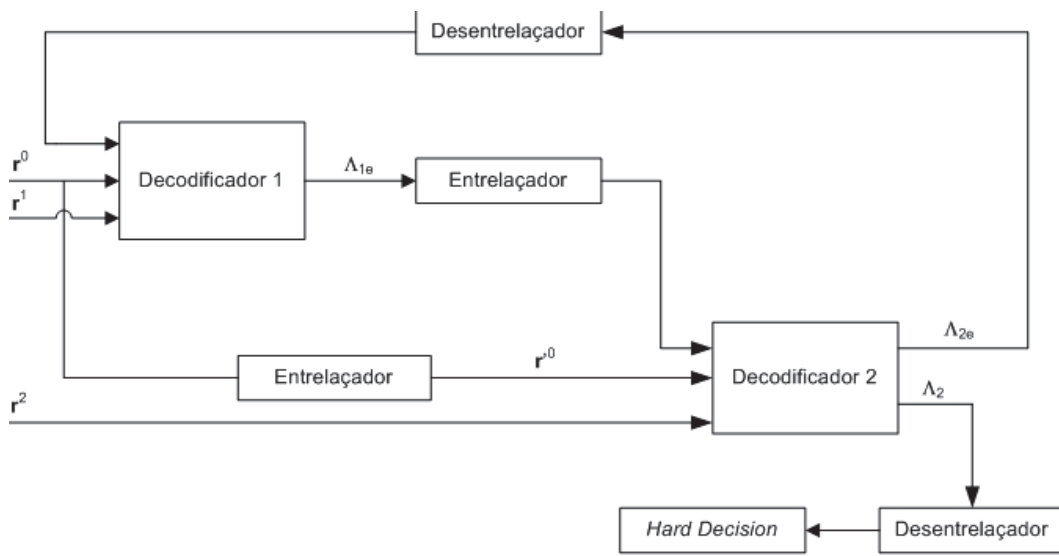 Desentrelaçador
r⁰
r¹
Decodificador 1
Λ₁ₑ
Entrelaçador
Entrelaçador
r'⁰
r²
Decodificador 2
Λ₂ₑ
Λ₂
Hard Decision
Desentrelaçador